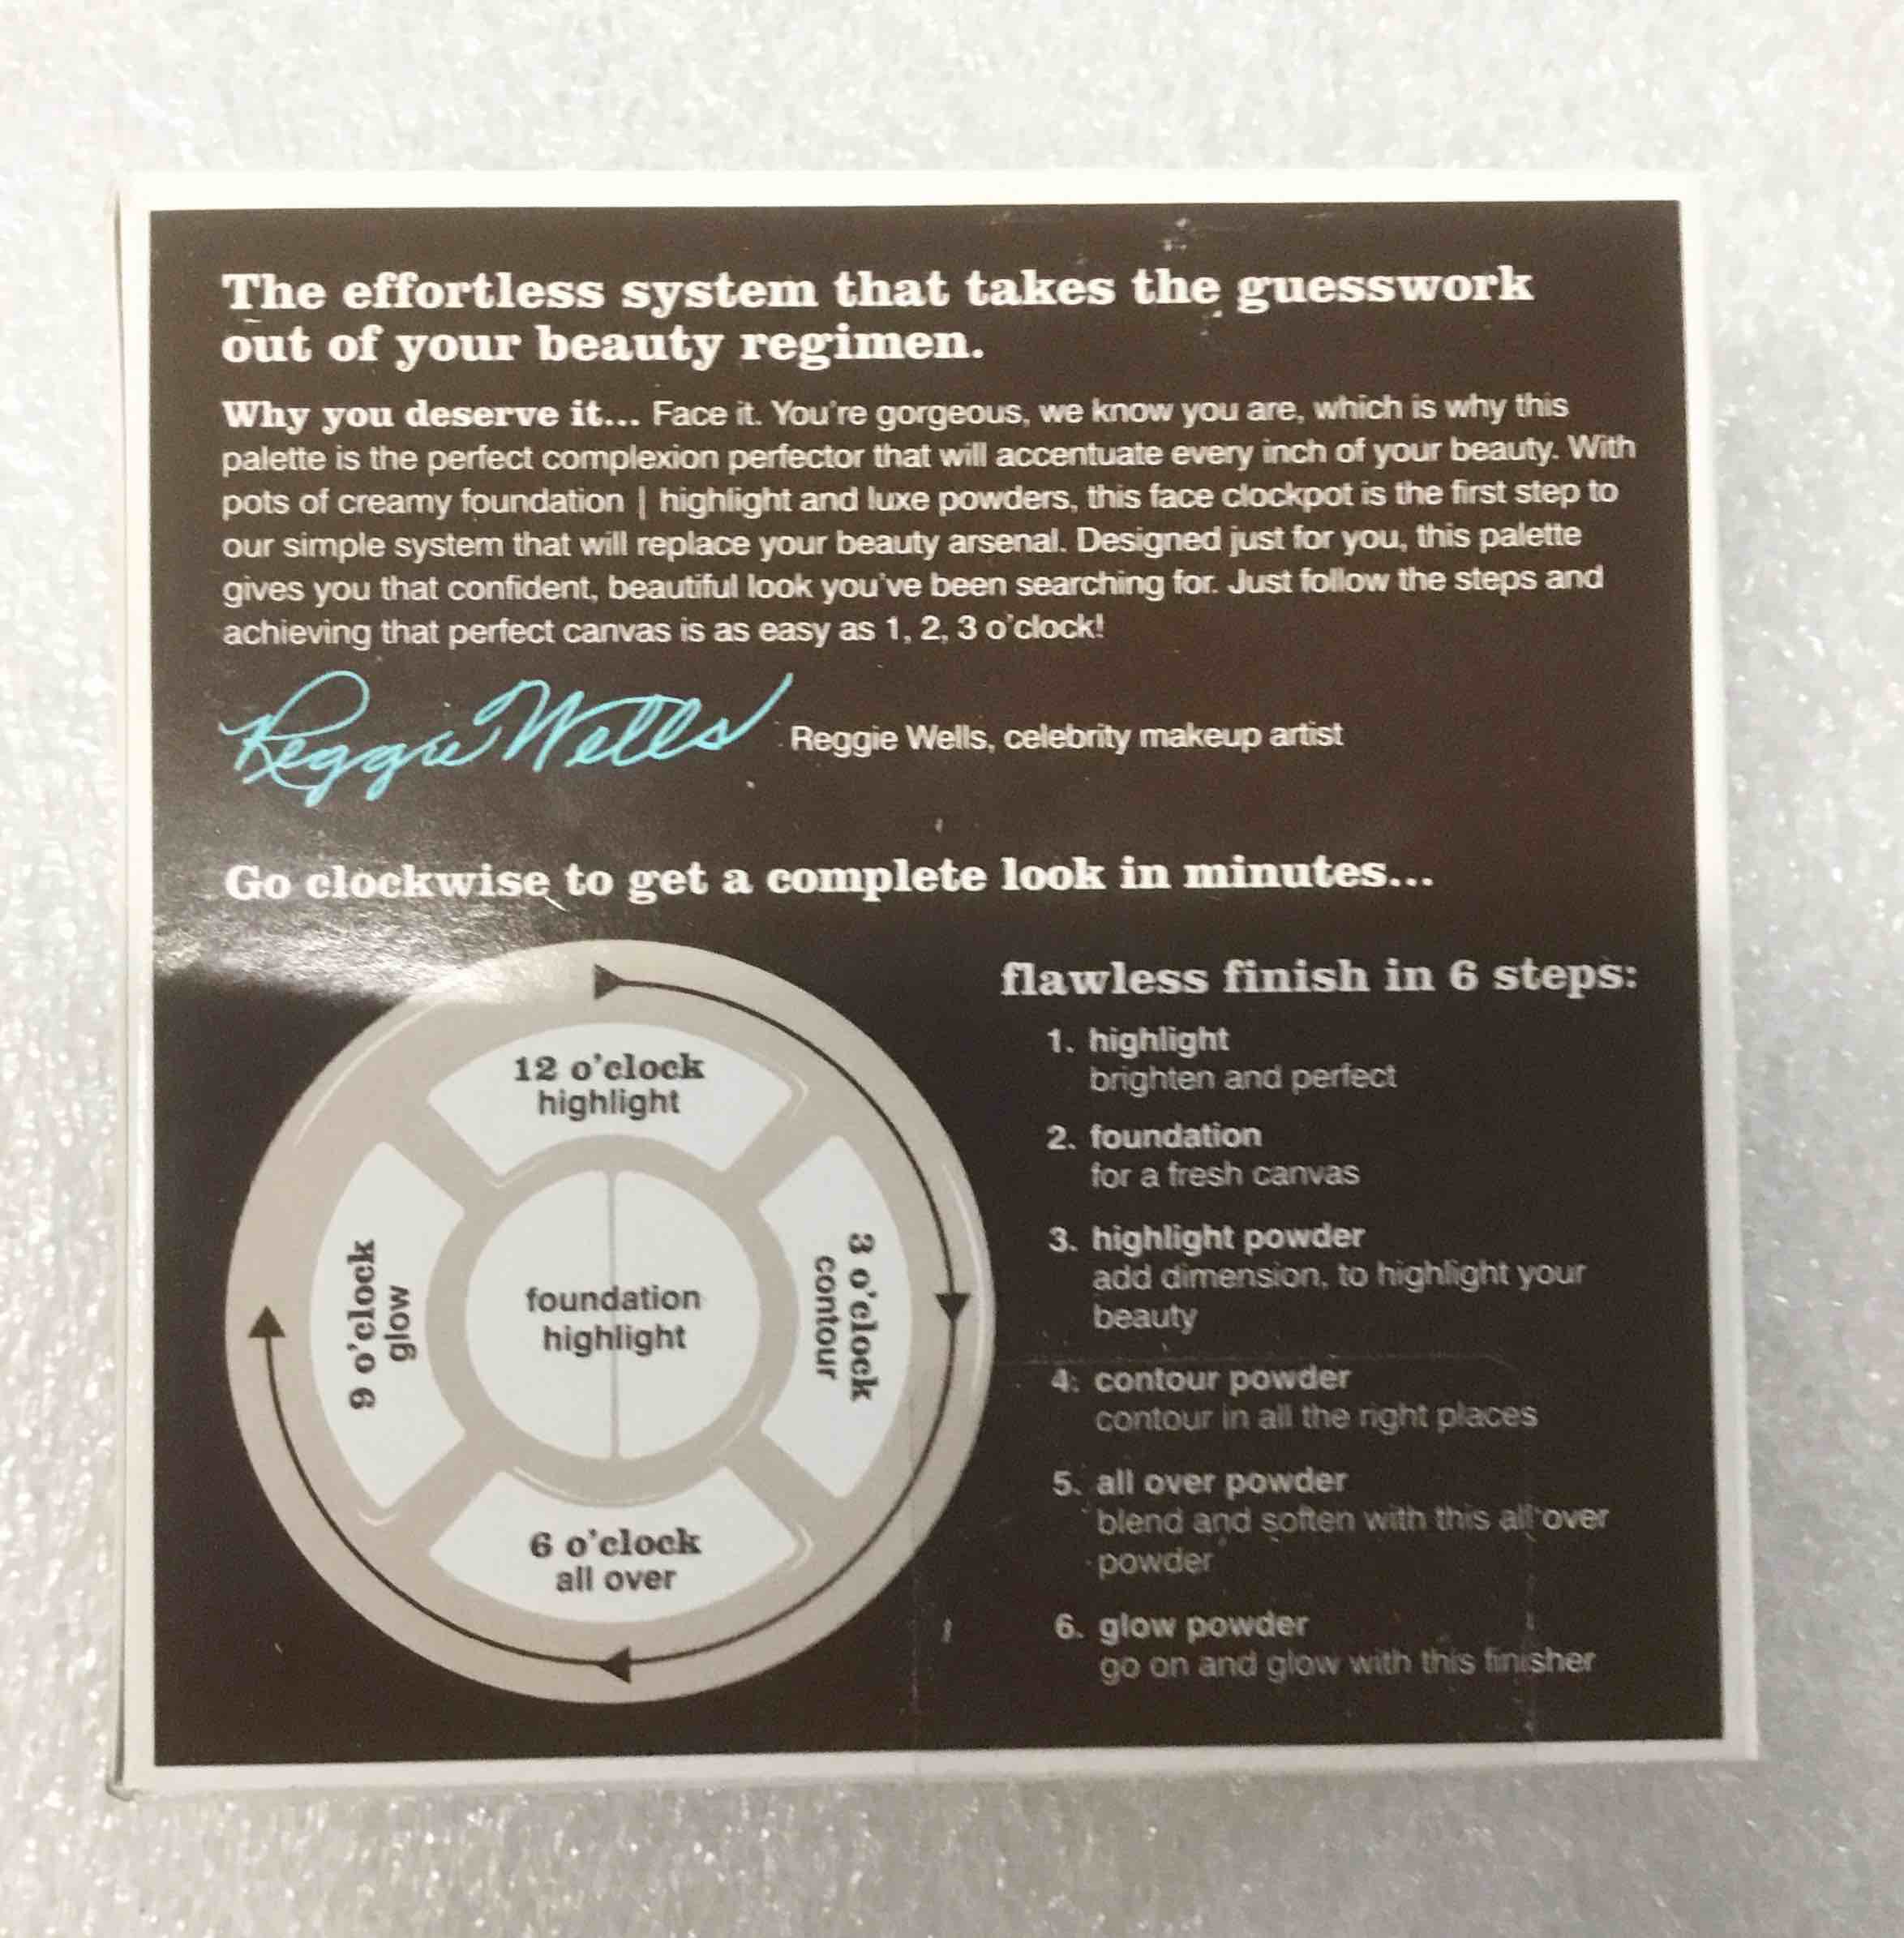 The effortless system that takes the guesswork
out of your beauty regimen.
Why you deserve it... Face it. You're gorgeous, we know you are, which is why this
palette is the perfect complexion perfector that will accentuate every inch of your beauty. With
pots of creamy foundation | highlight and luxe powders, this face clockpot is the first step to
our simple system that will replace your beauty arsenal. Designed just for you, this palette
gives you that confident, beautiful look you've been searching for. Just follow the steps and
achieving that perfect canvas is as easy as 1, 2, 3 o'clock!
Reggie Wells Reggie Wells, celebrity makeup artist
Go clockwise to get a complete look in minutes...
12 o'clock
highlight
3 o'clock
contour
6 o'clock
all over
9 o'clock
glow
foundation
highlight
flawless finish in 6 steps:
1. highlight
brighten and perfect
2. foundation
for a fresh canvas
3. highlight powder
add dimension, to highlight your
beauty
4. contour powder
contour in all the right places
5. all over powder
blend and soften with this all over
powder
6. glow powder
go on and glow with this finisher